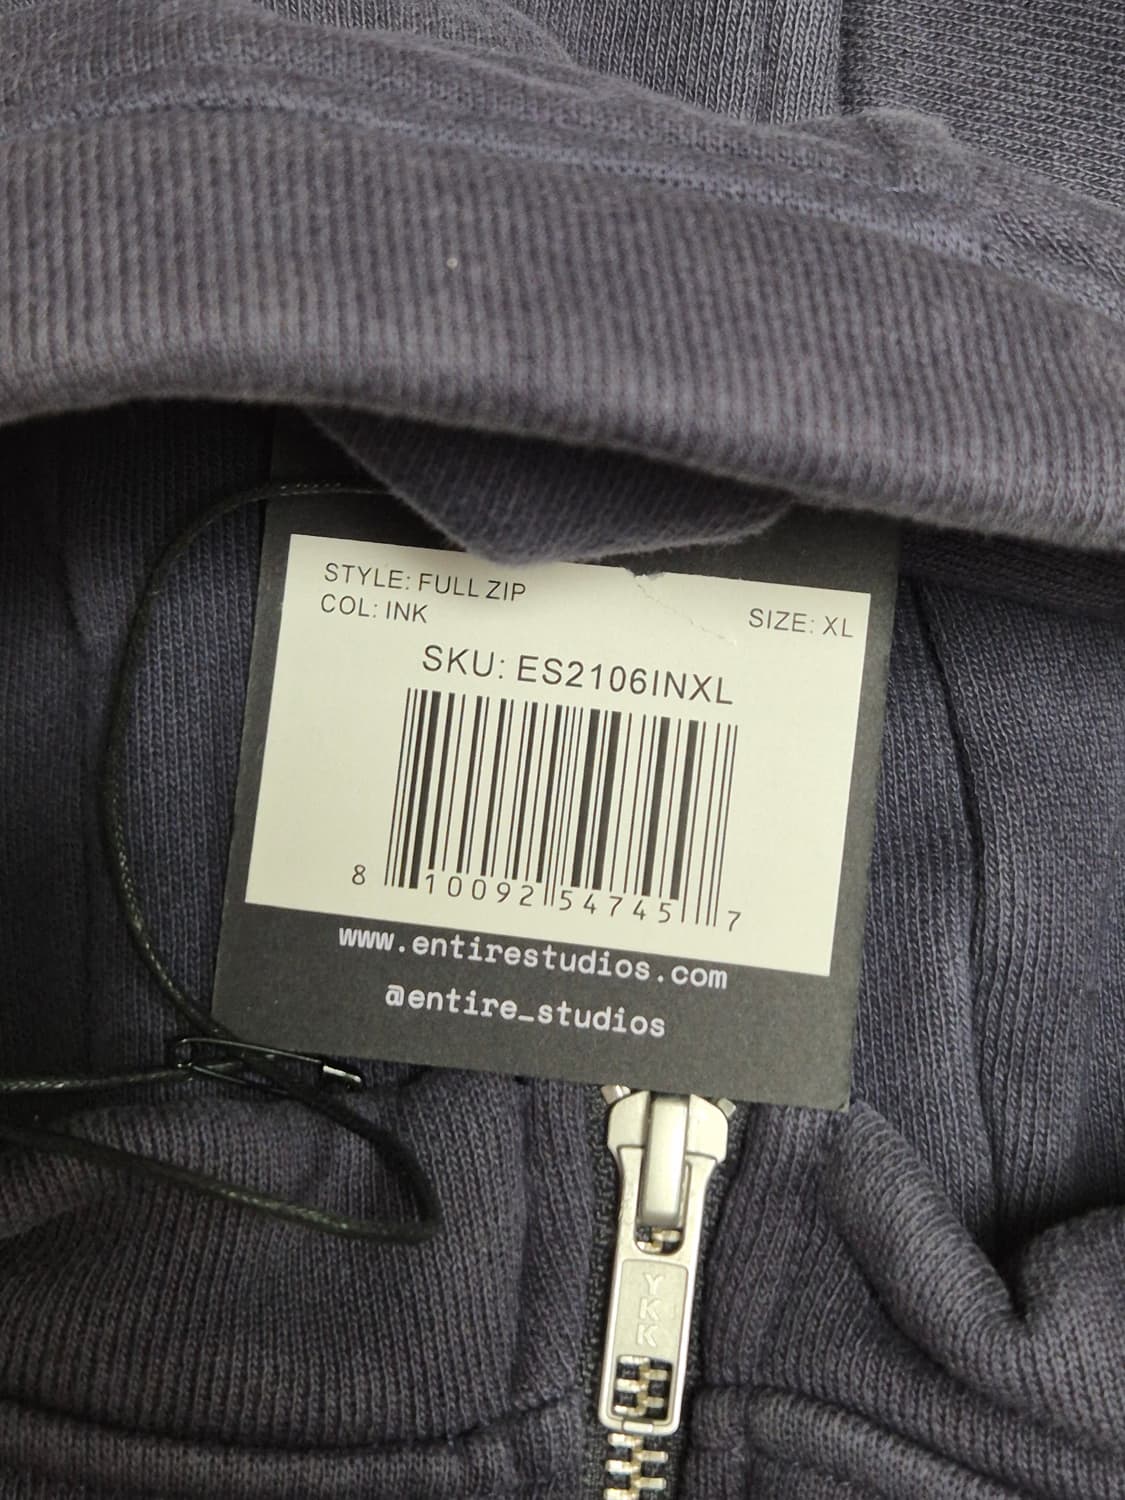 STYLE: FULL ZIP
COL: INK
SIZE: XL
SKU: ES2106INXL
8 10092 54745 7
www.entirestudios.com
@entire_studios
YKK